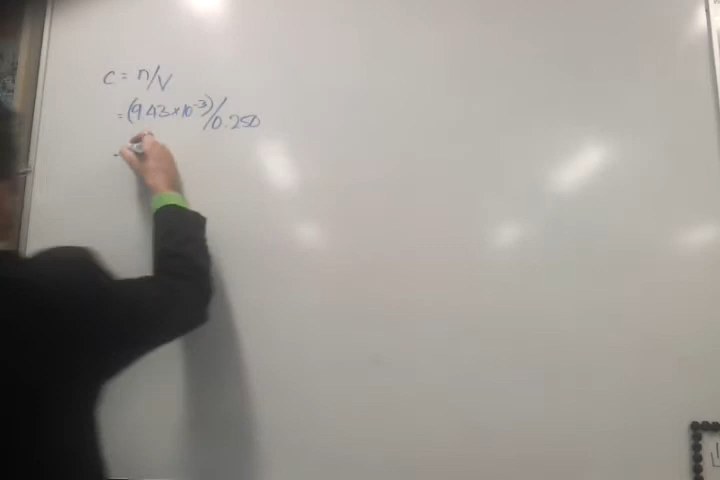 C = n/V
= (9.43×10⁻³)/0.250